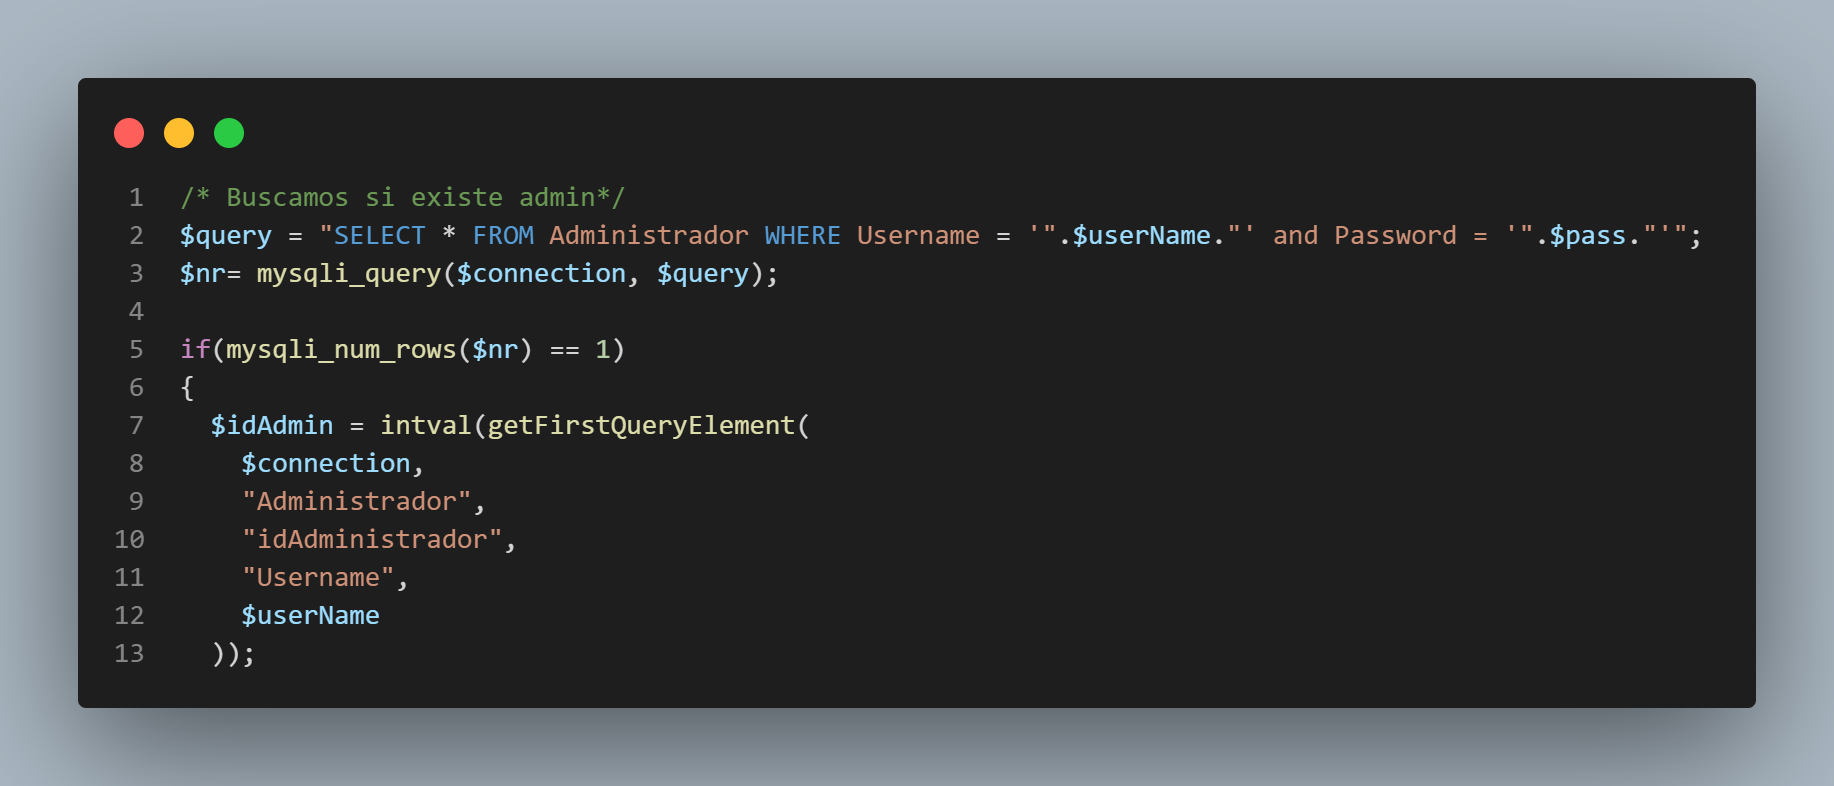 1 /* Buscamos si existe admin*/
2 $query = "SELECT * FROM Administrador WHERE Username = '".$userName."' and Password = '".$pass."'";
3 $nr= mysqli_query($connection, $query);
4
5 if(mysqli_num_rows($nr) == 1)
6 {
7   $idAdmin = intval(getFirstQueryElement(
8     $connection,
9     "Administrador",
10     "idAdministrador",
11     "Username",
12     $userName
13   ));